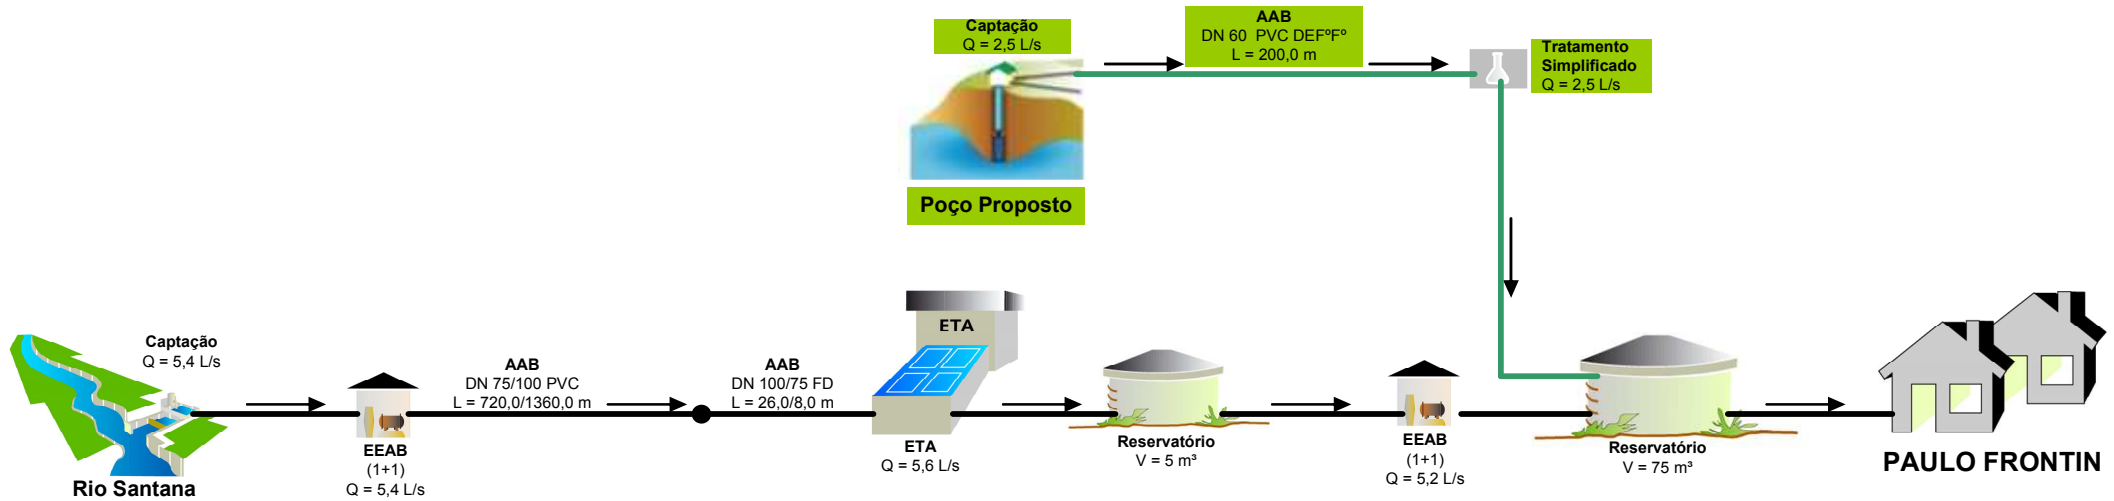 Captação
Q = 2,5 L/s
AAB
DN 60 PVC DEFºFº
L = 200,0 m
Tratamento
Simplificado
Q = 2,5 L/s
Poço Proposto
Captação
Q = 5,4 L/s
Rio Santana
EEAB
(1+1)
Q = 5,4 L/s
AAB
DN 75/100 PVC
L = 720,0/1360,0 m
AAB
DN 100/75 FD
L = 26,0/8,0 m
ETA
ETA
Q = 5,6 L/s
Reservatório
V = 5 m³
EEAB
(1+1)
Q = 5,2 L/s
Reservatório
V = 75 m³
PAULO FRONTIN